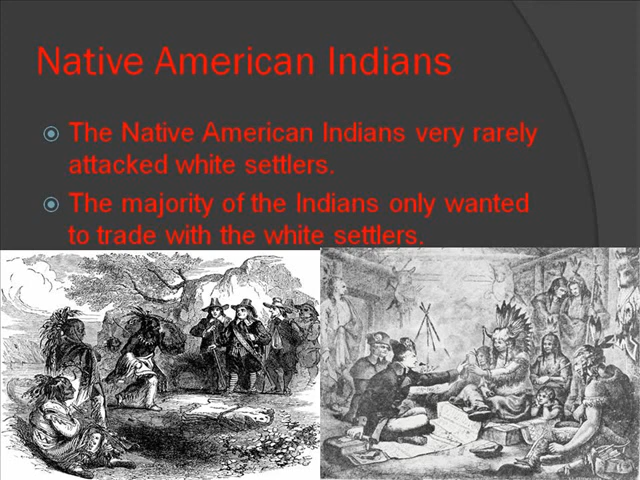 Native American Indians
The Native American Indians very rarely
attacked white settlers.
The majority of the Indians only wanted
to trade with the white settlers.